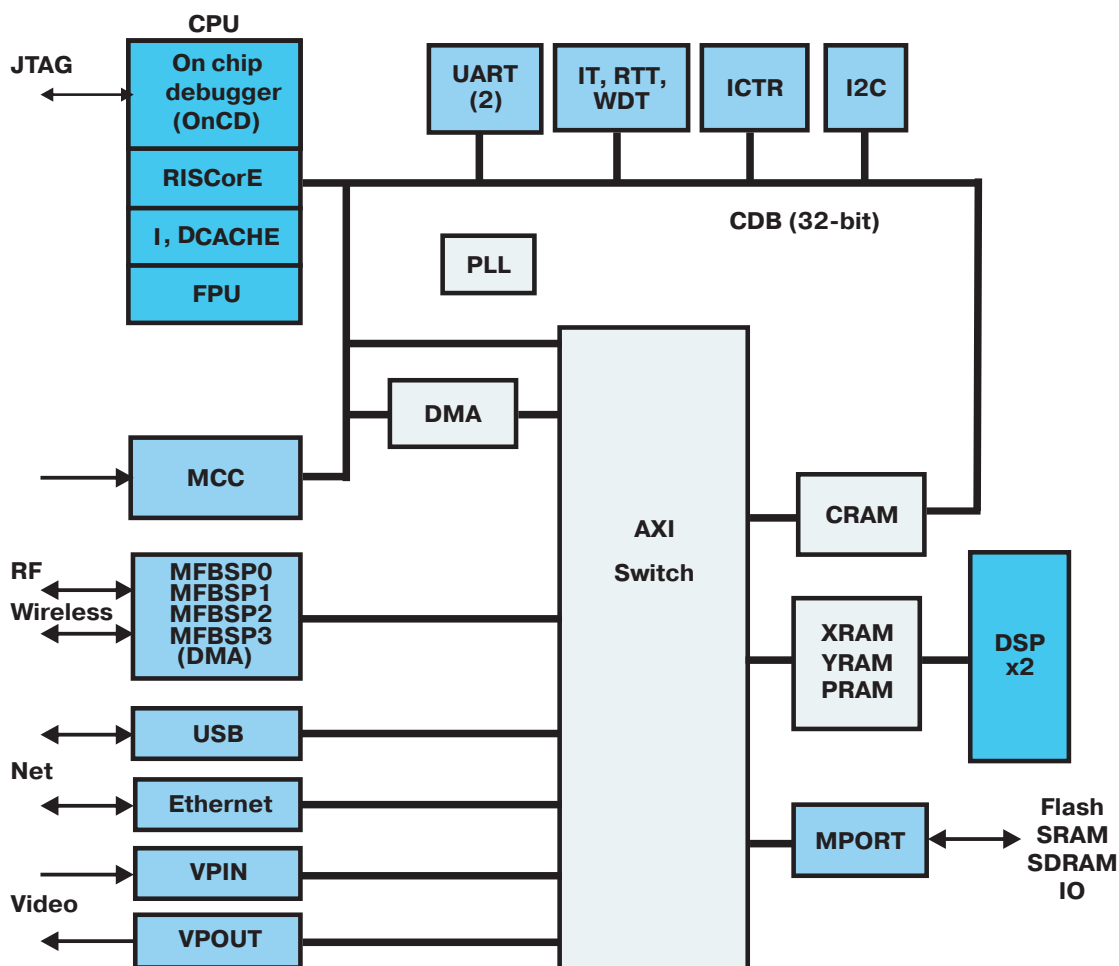 CPU
JTAG
On chip
debugger
(OnCD)
RISCorE
I, DCACHE
FPU
UART
(2)
IT, RTT,
WDT
ICTR
I2C
CDB (32-bit)
PLL
DMA
MCC
AXI
Switch
CRAM
RF
Wireless
MFBSP0
MFBSP1
MFBSP2
MFBSP3
(DMA)
XRAM
YRAM
PRAM
DSP
x2
USB
Net
Ethernet
MPORT
Flash
SRAM
SDRAM
IO
VPIN
Video
VPOUT